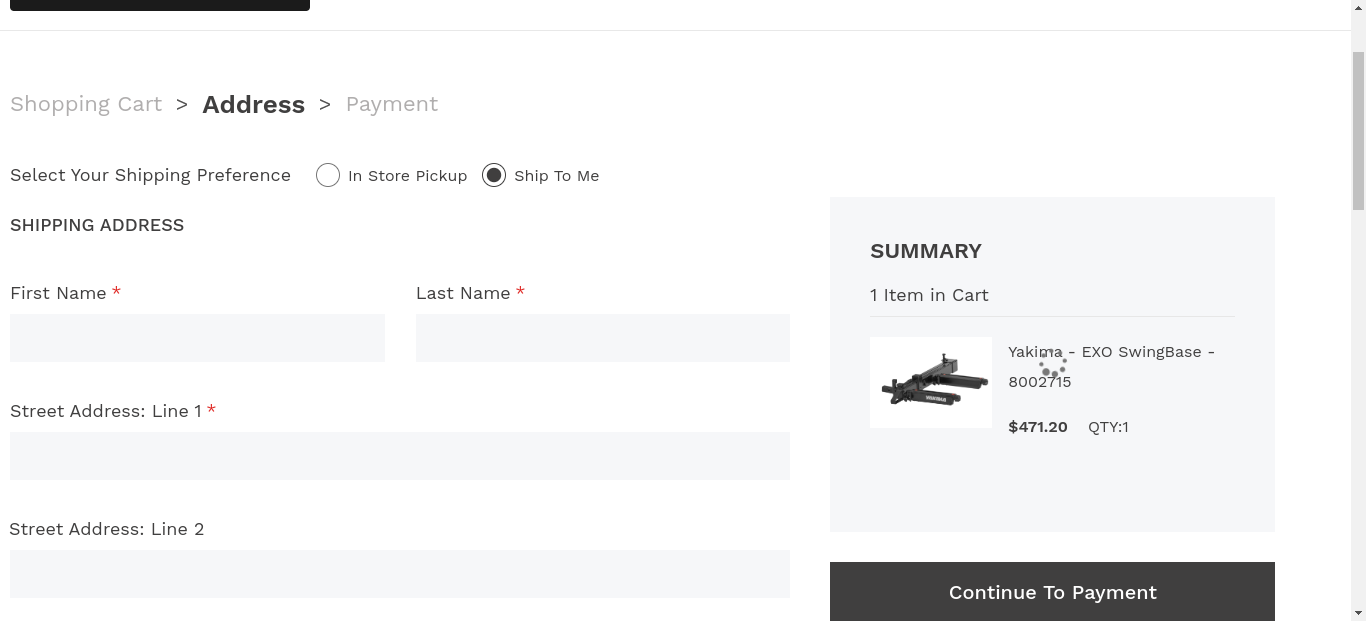 Shopping Cart > Address > Payment
Select Your Shipping Preference In Store Pickup Ship To Me
SHIPPING ADDRESS
First Name *
Last Name *
Street Address: Line 1 *
Street Address: Line 2
SUMMARY
1 Item in Cart
Yakima - EXO SwingBase -
8002715
$471.20 QTY:1
Continue To Payment